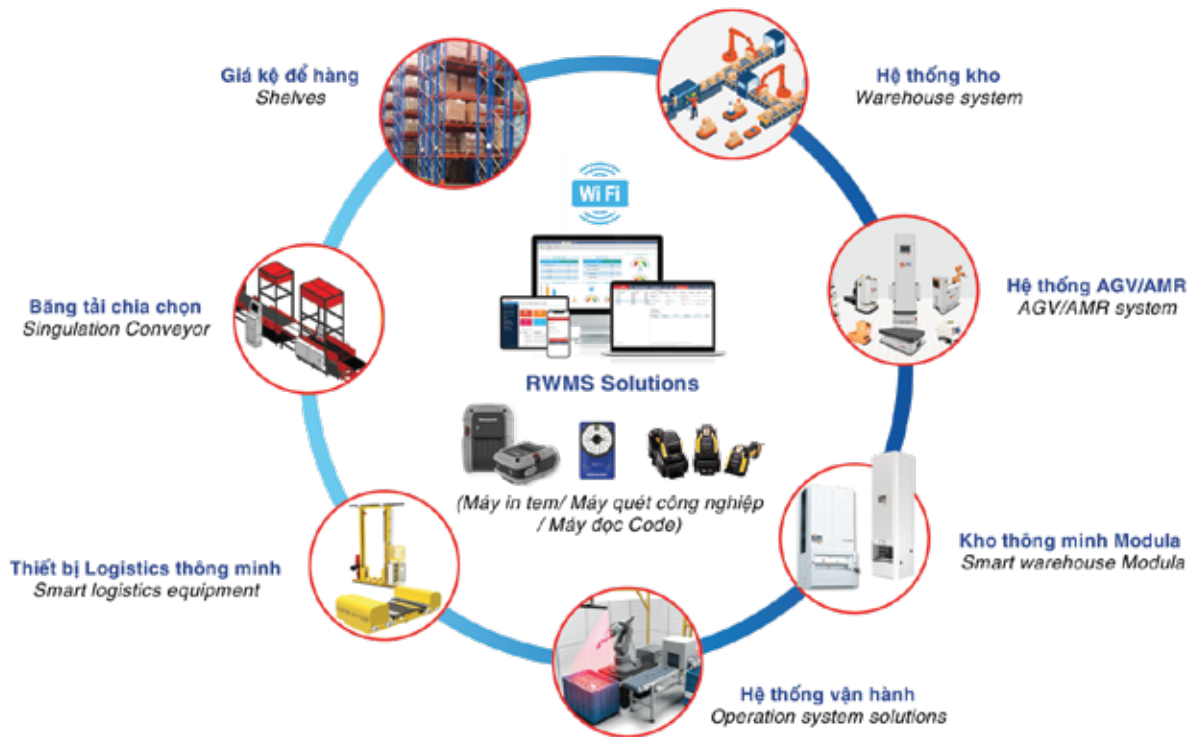 Giá kệ để hàng
Shelves
Hệ thống kho
Warehouse system
WiFi
Băng tải chia chọn
Singulation Conveyor
Hệ thống AGV/AMR
AGV/AMR system
RWMS Solutions
(Máy in tem/ Máy quét công nghiệp
/ Máy đọc Code)
Thiết bị Logistics thông minh
Smart logistics equipment
Kho thông minh Modula
Smart warehouse Modula
Hệ thống vận hành
Operation system solutions